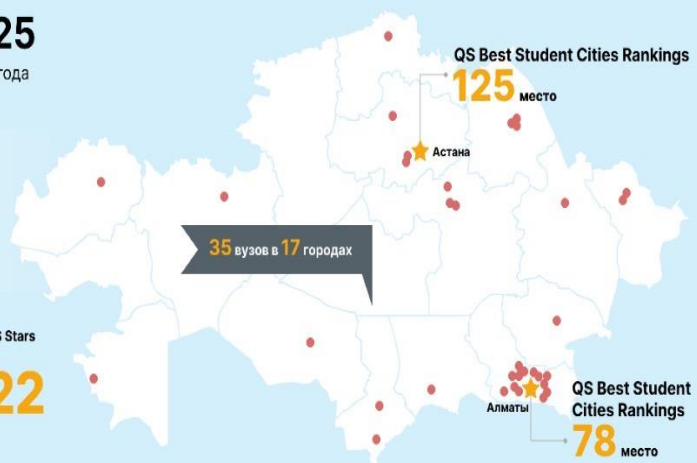 25
года
QS Best Student Cities Rankings
125 место
Астана
35 вузов в 17 городах
Stars
22
Алматы
QS Best Student
Cities Rankings
78 место